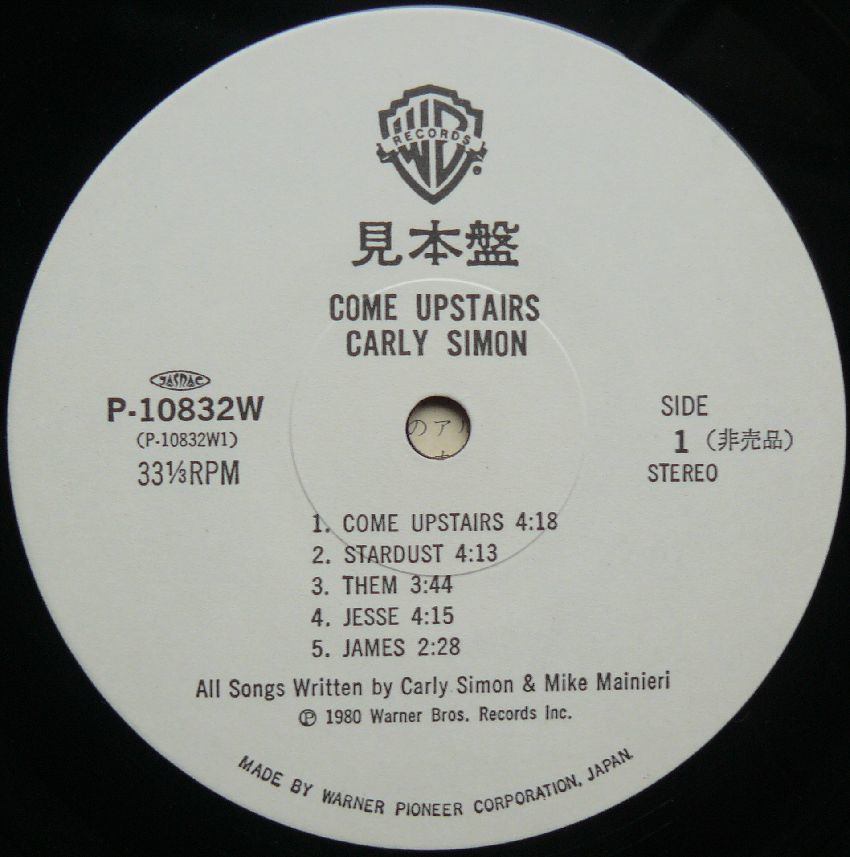 W
RECORDS
見本盤
COME UPSTAIRS
CARLY SIMON
JASRAC
P-10832W
(P-10832W1)
33⅓RPM
SIDE
1 (非売品)
STEREO
のア
1. COME UPSTAIRS 4:18
2. STARDUST 4:13
3. THEM 3:44
4. JESSE 4:15
5. JAMES 2:28
All Songs Written by Carly Simon & Mike Mainieri
℗ 1980 Warner Bros. Records Inc.
MADE BY WARNER PIONEER CORPORATION, JAPAN.